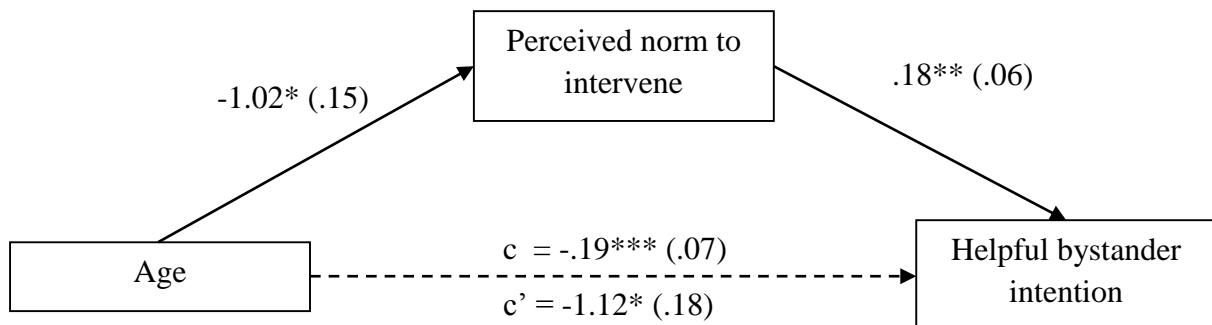 Perceived norm to
intervene
-1.02* (.15)
.18** (.06)
Age
c = -.19*** (.07)
c’ = -1.12* (.18)
Helpful bystander
intention